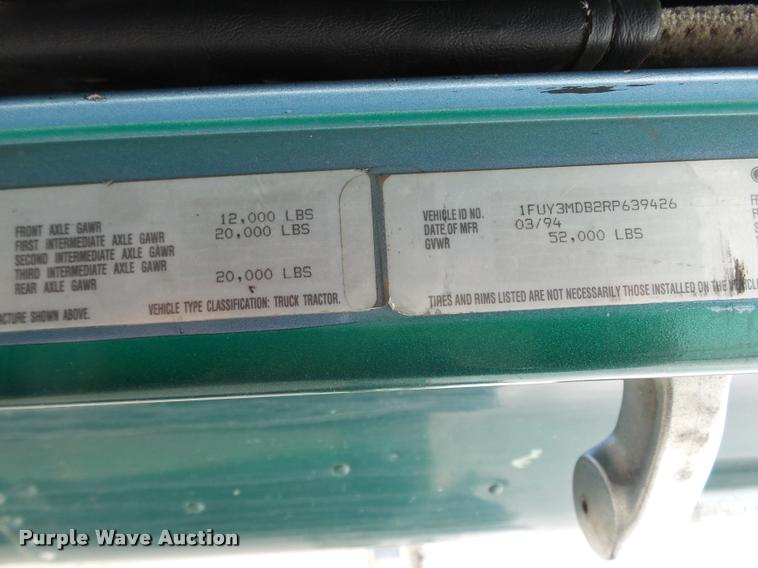 FRONT AXLE GAWR 12,000 LBS
FIRST INTERMEDIATE AXLE GAWR 20,000 LBS
SECOND INTERMEDIATE AXLE GAWR
THIRD INTERMEDIATE AXLE GAWR
REAR AXLE GAWR 20,000 LBS
SHOWN ABOVE. VEHICLE TYPE CLASSIFICATION: TRUCK TRACTOR.
VEHICLE ID NO. 1FUY3MDB2RP639426
DATE OF MFR 03/94
GVWR 52,000 LBS
TIRES AND RIMS LISTED ARE NOT NECESSARILY THOSE INSTALLED ON THE
Purple Wave Auction